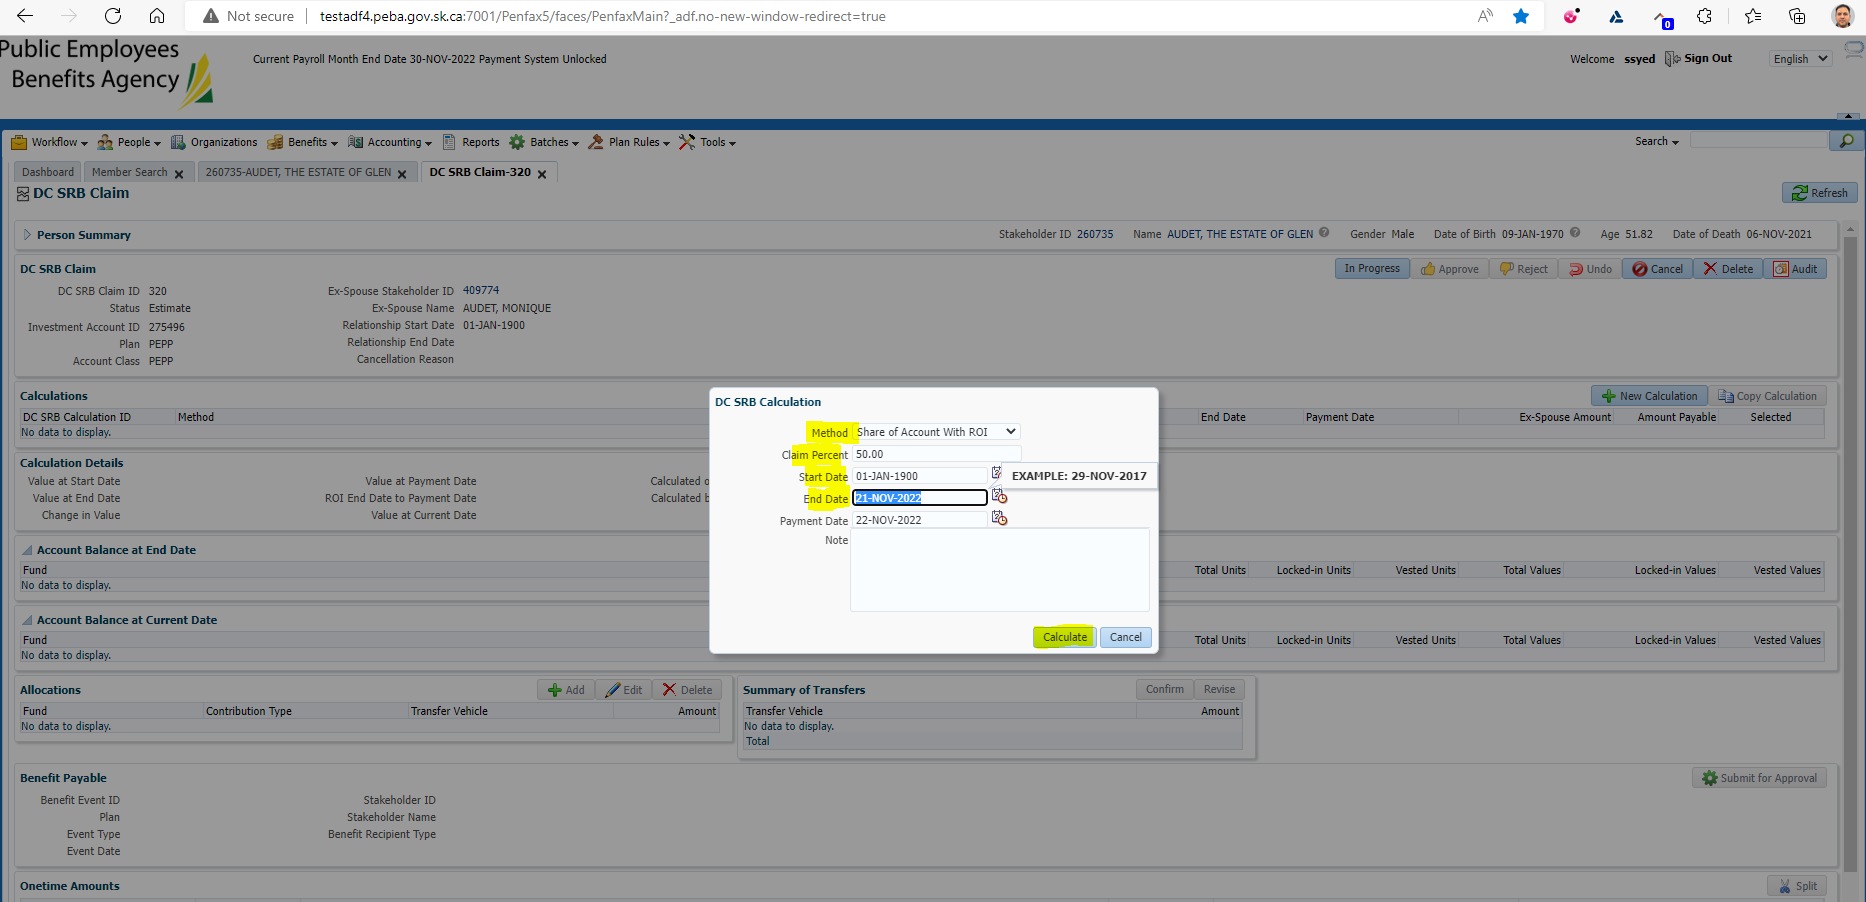 Not secure | testadf4.peba.gov.sk.ca:7001/Penfax5/faces/PenfaxMain?_adf.no-new-window-redirect=true
0
Public Employees
Benefits Agency
Current Payroll Month End Date 30-NOV-2022 Payment System Unlocked
Welcome ssyed Sign Out English
Workflow People Organizations Benefits Accounting Reports Batches Plan Rules Tools Search
Dashboard Member Search 260735-AUDET, THE ESTATE OF GLEN DC SRB Claim-320
DC SRB Claim Refresh
Person Summary Stakeholder ID 260735 Name AUDET, THE ESTATE OF GLEN Gender Male Date of Birth 09-JAN-1970 Age 51.82 Date of Death 06-NOV-2021
DC SRB Claim In Progress Approve Reject Undo Cancel Delete Audit
DC SRB Claim ID 320 Ex-Spouse Stakeholder ID 409774
Status Estimate Ex-Spouse Name AUDET, MONIQUE
Investment Account ID 275496 Relationship Start Date 01-JAN-1900
Plan PEPP Relationship End Date
Account Class PEPP Cancellation Reason
Calculations New Calculation Copy Calculation
DC SRB Calculation ID Method End Date Payment Date Ex-Spouse Amount Amount Payable Selected
No data to display.
Calculation Details
Value at Start Date Value at Payment Date Calculated o
Value at End Date ROI End Date to Payment Date Calculated b
Change in Value Value at Current Date
DC SRB Calculation
Method Share of Account With ROI
Claim Percent 50.00
Start Date 01-JAN-1900
EXAMPLE: 29-NOV-2017
End Date 21-NOV-2022
Payment Date 22-NOV-2022
Note
Calculate Cancel
Account Balance at End Date
Fund Total Units Locked-in Units Vested Units Total Values Locked-in Values Vested Values
No data to display.
Account Balance at Current Date
Fund Total Units Locked-in Units Vested Units Total Values Locked-in Values Vested Values
No data to display.
Allocations Add Edit Delete
Fund Contribution Type Transfer Vehicle Amount
No data to display.
Summary of Transfers Confirm Revise
Transfer Vehicle Amount
No data to display.
Total
Benefit Payable Submit for Approval
Benefit Event ID Stakeholder ID
Plan Stakeholder Name
Event Type Benefit Recipient Type
Event Date
Onetime Amounts Split